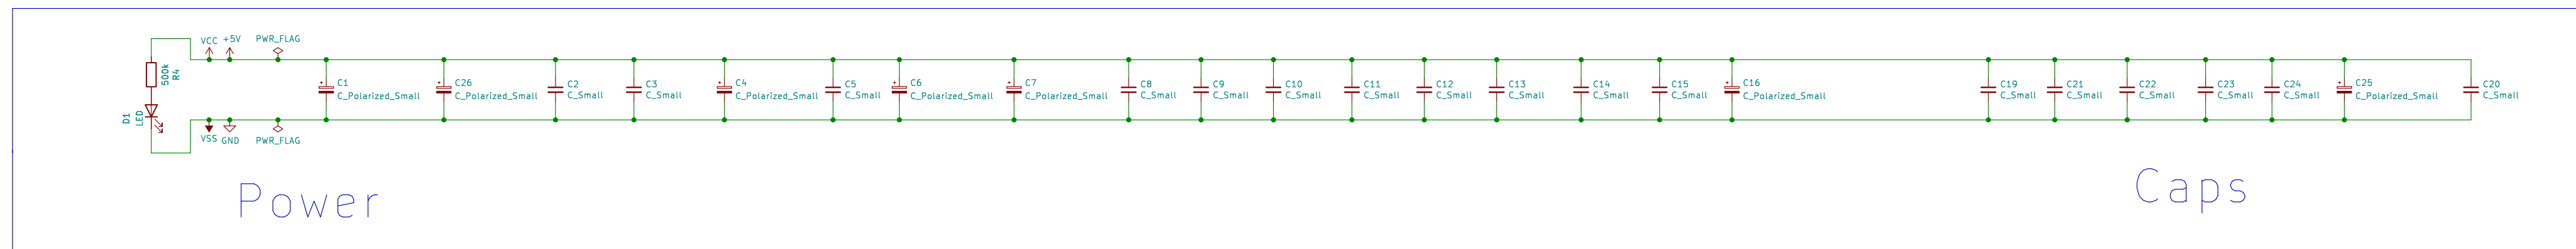 VCC
+5V
PWR_FLAG
500k
R4
D1
LED
VSS
GND
PWR_FLAG
C1
C_Polarized_Small
C26
C_Polarized_Small
C2
C_Small
C3
C_Small
C4
C_Polarized_Small
C5
C_Small
C6
C_Polarized_Small
C7
C_Polarized_Small
C8
C_Small
C9
C_Small
C10
C_Small
C11
C_Small
C12
C_Small
C13
C_Small
C14
C_Small
C15
C_Small
C16
C_Polarized_Small
C19
C_Small
C21
C_Small
C22
C_Small
C23
C_Small
C24
C_Small
C25
C_Polarized_Small
C20
C_Small
Power
Caps